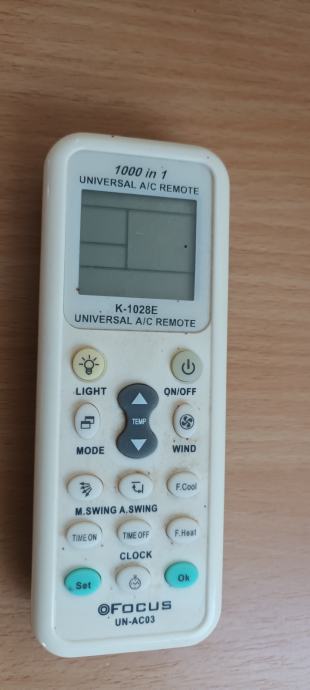 1000 in 1
UNIVERSAL A/C REMOTE
K-1028E
UNIVERSAL A/C REMOTE
LIGHT ON/OFF
TEMP
MODE WIND
F.Cool
M.SWING A.SWING
TIME ON TIME OFF F.Heat
CLOCK
Set Ok
FOCUS
UN-AC03